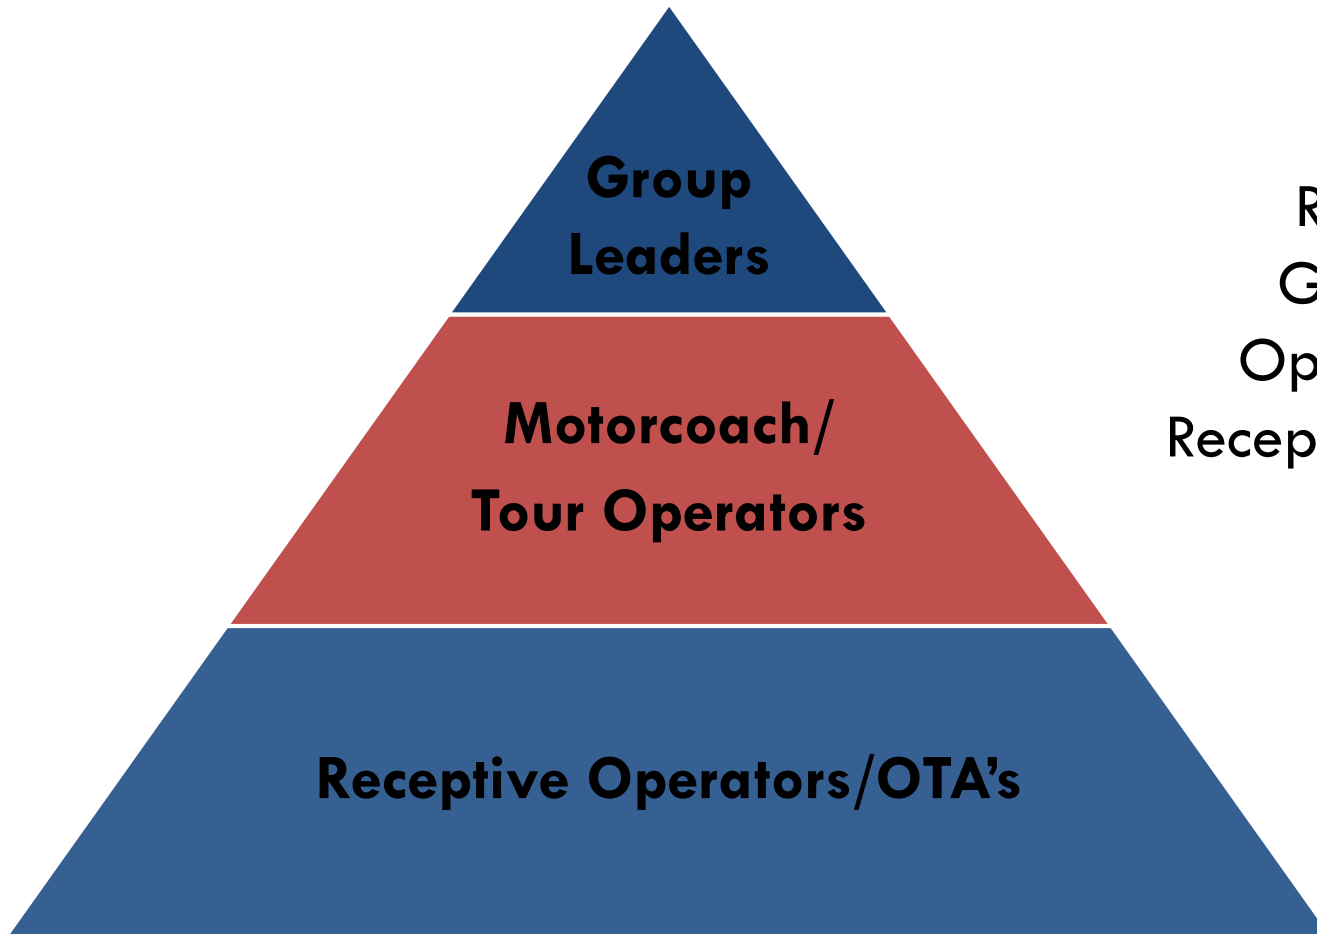 Group
Leaders
Motorcoach/
Tour Operators
Receptive Operators/OTA’s